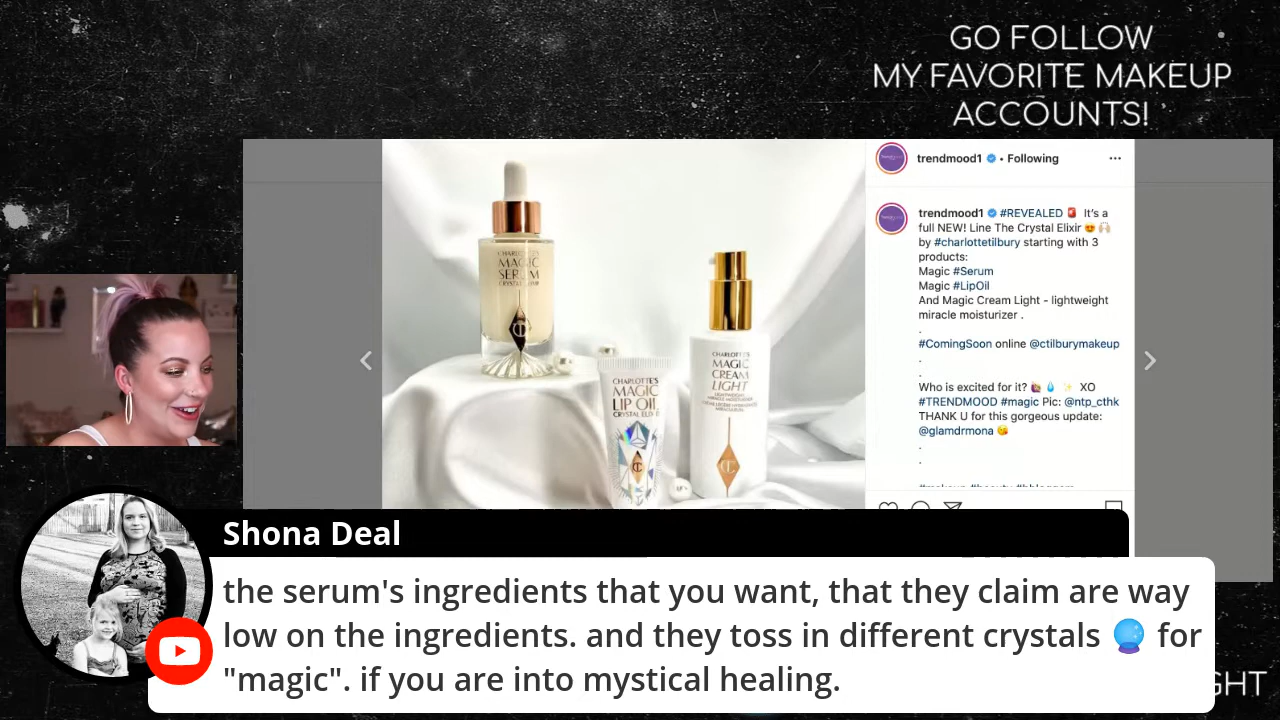 GO FOLLOW
MY FAVORITE MAKEUP
ACCOUNTS!
trendmood1 • Following
trendmood1 #REVEALED 🚨 It's a
full NEW! Line The Crystal Elixir 😍 🙌🏻
by #charlottetilbury starting with 3
products:
Magic #Serum
Magic #LipOil
And Magic Cream Light - lightweight
miracle moisturizer .
.
#ComingSoon online @ctilburymakeup
.
.
Who is excited for it? 🛍️ 💧 ✨ XO
#TRENDMOOD #magic Pic: @ntp_cthk
THANK U for this gorgeous update:
@glamdrmona 😘
.
.
CHARLOTTE'S
MAGIC
SERUM
CRYSTAL ELIXIR
CHARLOTTE'S
MAGIC
LIP OIL
CRYSTAL ELIXIR
CHARLOTTE'S
MAGIC
CREAM
LIGHT
LIGHTWEIGHT
Shona Deal
the serum's ingredients that you want, that they claim are way
low on the ingredients. and they toss in different crystals 🔮 for
"magic". if you are into mystical healing.
GHT